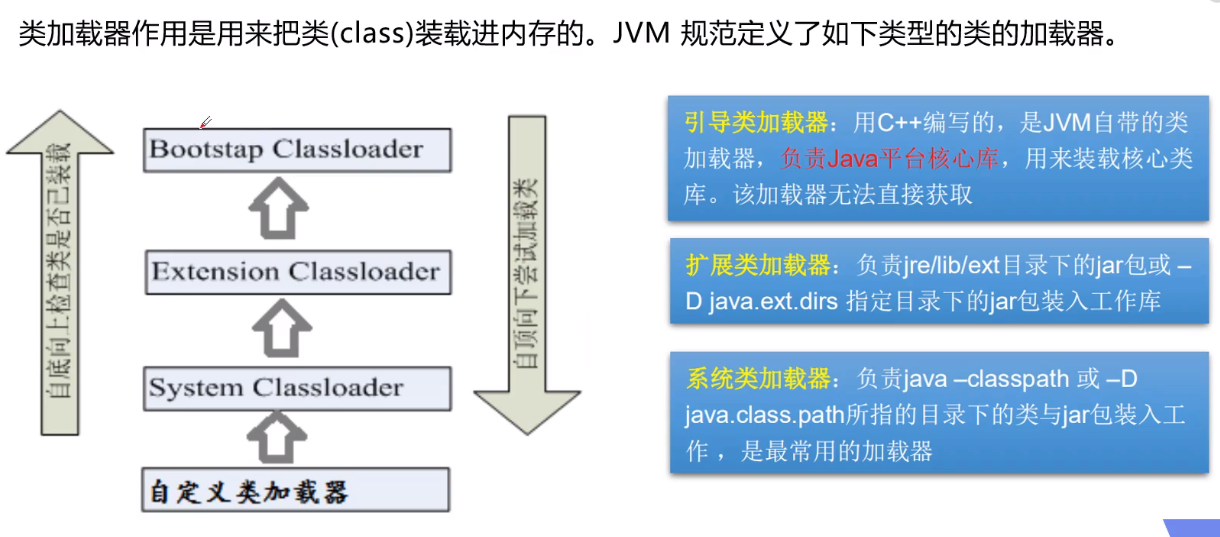 类加载器作用是用来把类(class)装载进内存的。JVM 规范定义了如下类型的类的加载器。
自底向上检查类是否已装载
Bootstap Classloader
Extension Classloader
System Classloader
自定义类加载器
自顶向下尝试加载类
引导类加载器：用C++编写的，是JVM自带的类
加载器，负责Java平台核心库，用来装载核心类
库。该加载器无法直接获取
扩展类加载器：负责jre/lib/ext目录下的jar包或 –
D java.ext.dirs 指定目录下的jar包装入工作库
系统类加载器：负责java –classpath 或 –D
java.class.path所指的目录下的类与jar包装入工
作 ，是最常用的加载器